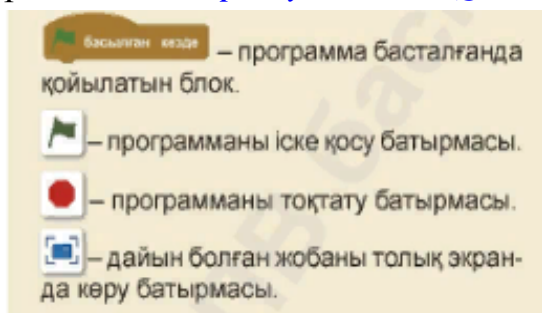 басылған кезде – программа басталғанда
қойылатын блок.
– программаны іске қосу батырмасы.
– программаны тоқтату батырмасы.
– дайын болған жобаны толық экран-
да көру батырмасы.